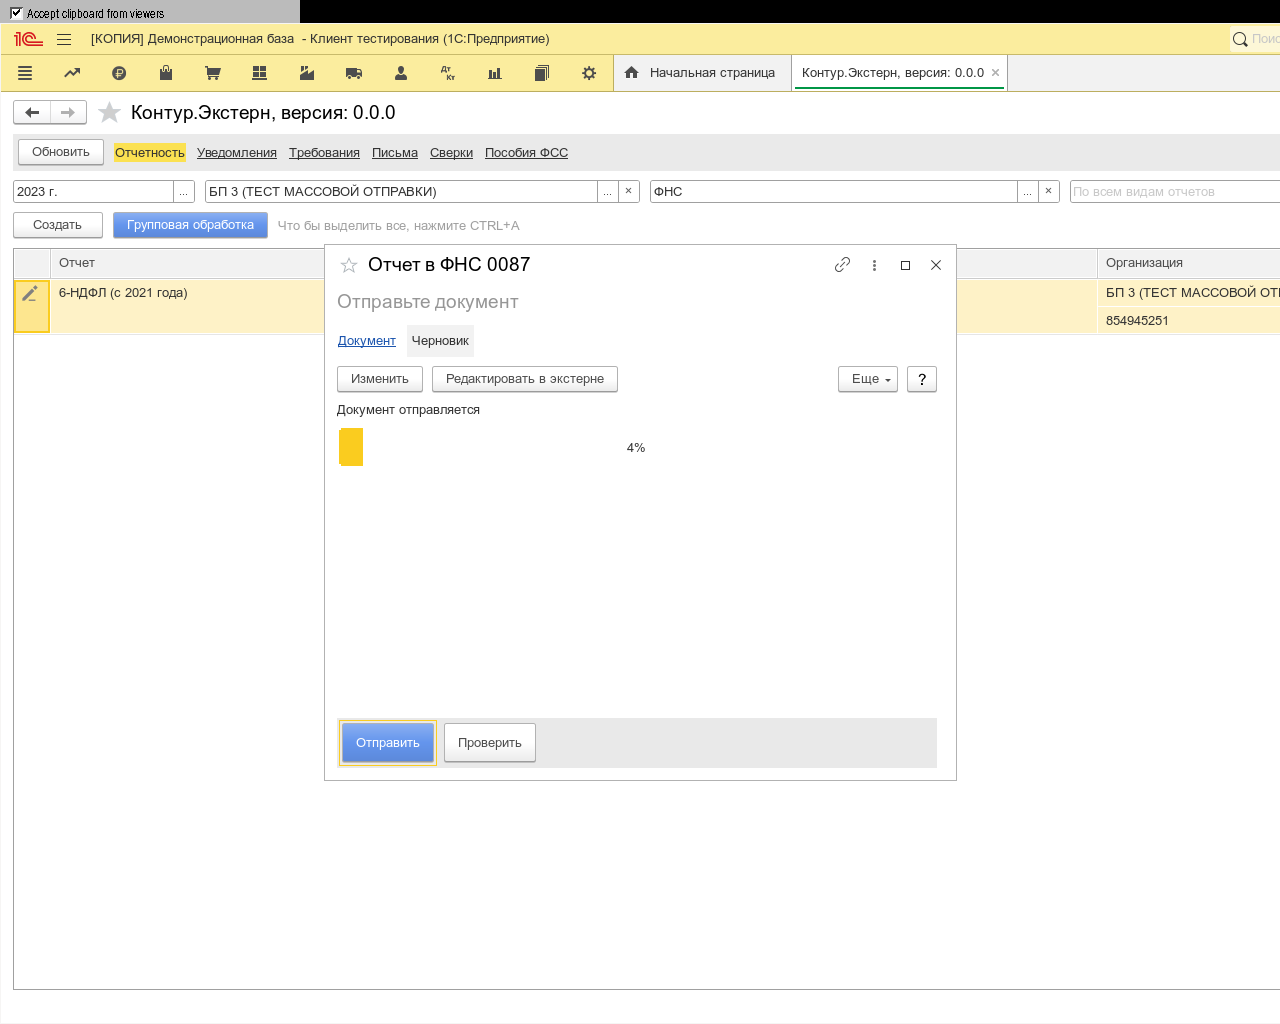 Accept clipboard from viewers
1С [КОПИЯ] Демонстрационная база - Клиент тестирования (1С:Предприятие)
Дт Кт Начальная страница Контур.Экстерн, версия: 0.0.0
Контур.Экстерн, версия: 0.0.0
Обновить Отчетность Уведомления Требования Письма Сверки Пособия ФСС
2023 г. ... БП 3 (ТЕСТ МАССОВОЙ ОТПРАВКИ) ... × ФНС ... × По всем видам отчетов
Создать Групповая обработка Что бы выделить все, нажмите CTRL+A
Отчет Организация
6-НДФЛ (с 2021 года) БП 3 (ТЕСТ МАССОВОЙ
854945251
Отчет в ФНС 0087
Отправьте документ
Документ Черновик
Изменить Редактировать в экстерне Еще ?
Документ отправляется
4%
Отправить Проверить